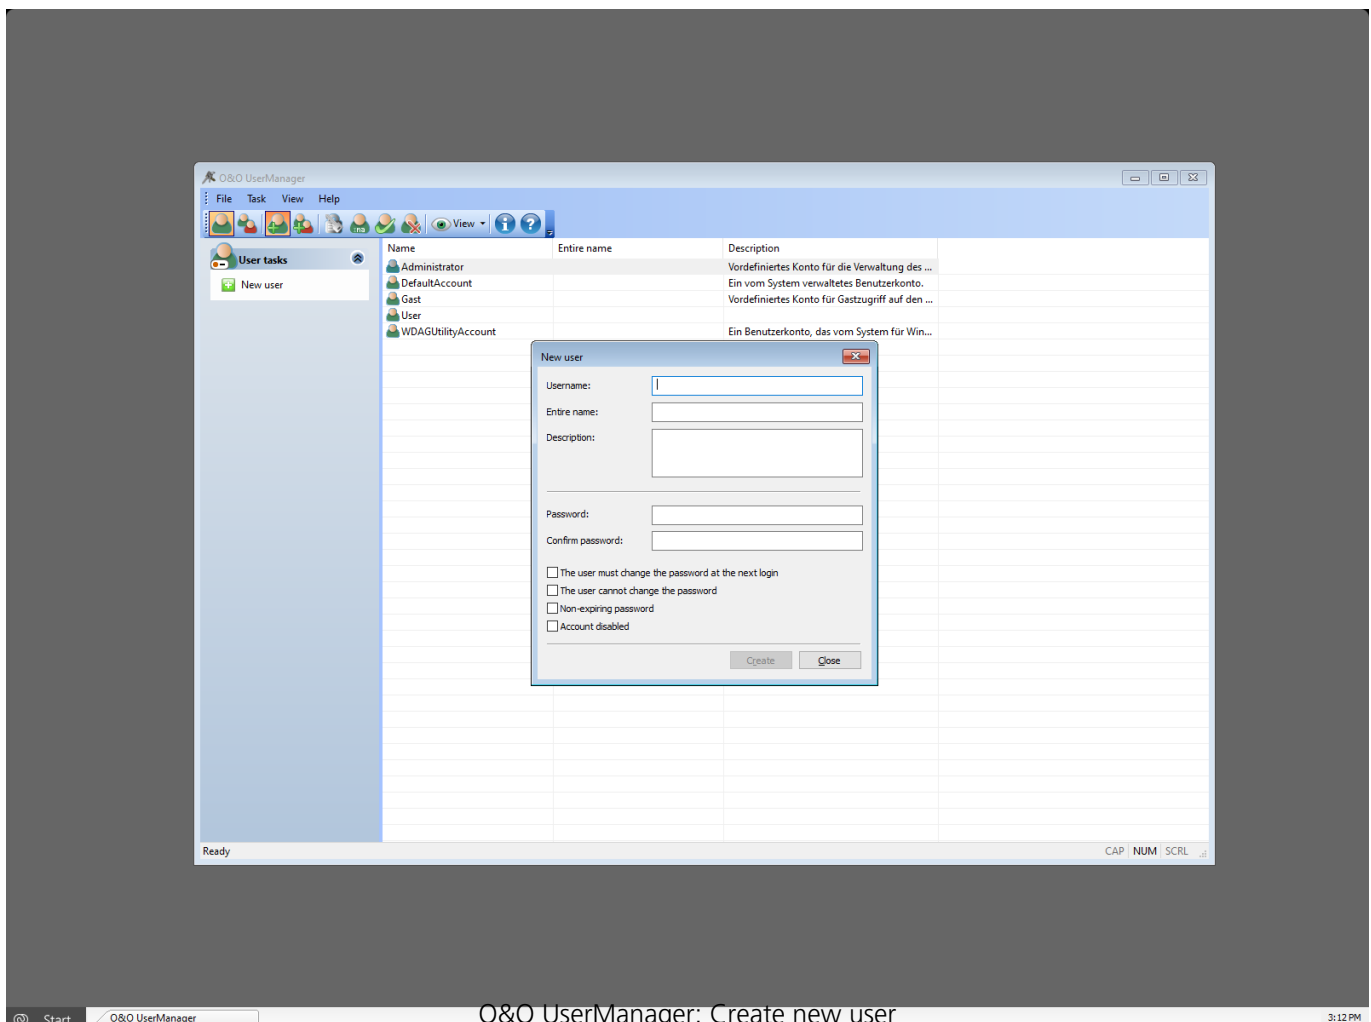 O&O UserManager
File Task View Help
View
User tasks
New user
Name Entire name Description
Administrator Vordefiniertes Konto für die Verwaltung des ...
DefaultAccount Ein vom System verwaltetes Benutzerkonto.
Gast Vordefiniertes Konto für Gastzugriff auf den ...
User
WDAGUtilityAccount Ein Benutzerkonto, das vom System für Win...
New user
Username:
Entire name:
Description:
Password:
Confirm password:
The user must change the password at the next login
The user cannot change the password
Non-expiring password
Account disabled
Create Close
Ready CAP NUM SCRL
Start O&O UserManager O&O UserManager: Create new user 3:12 PM